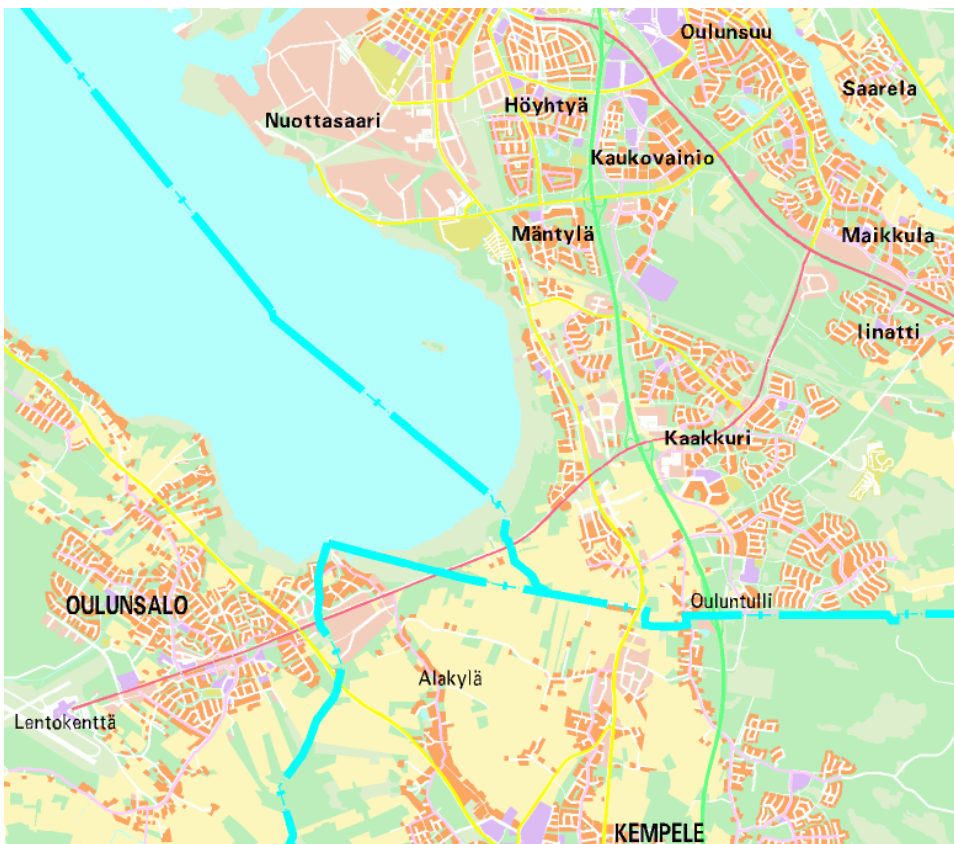 Oulunsuu
Saarela
Höyhtyä
Nuottasaari
Kaukovainio
Mäntylä
Maikkula
Iinatti
Kaakkuri
Ouluntulli
OULUNSALO
Alakylä
Lentokenttä
KEMPELE